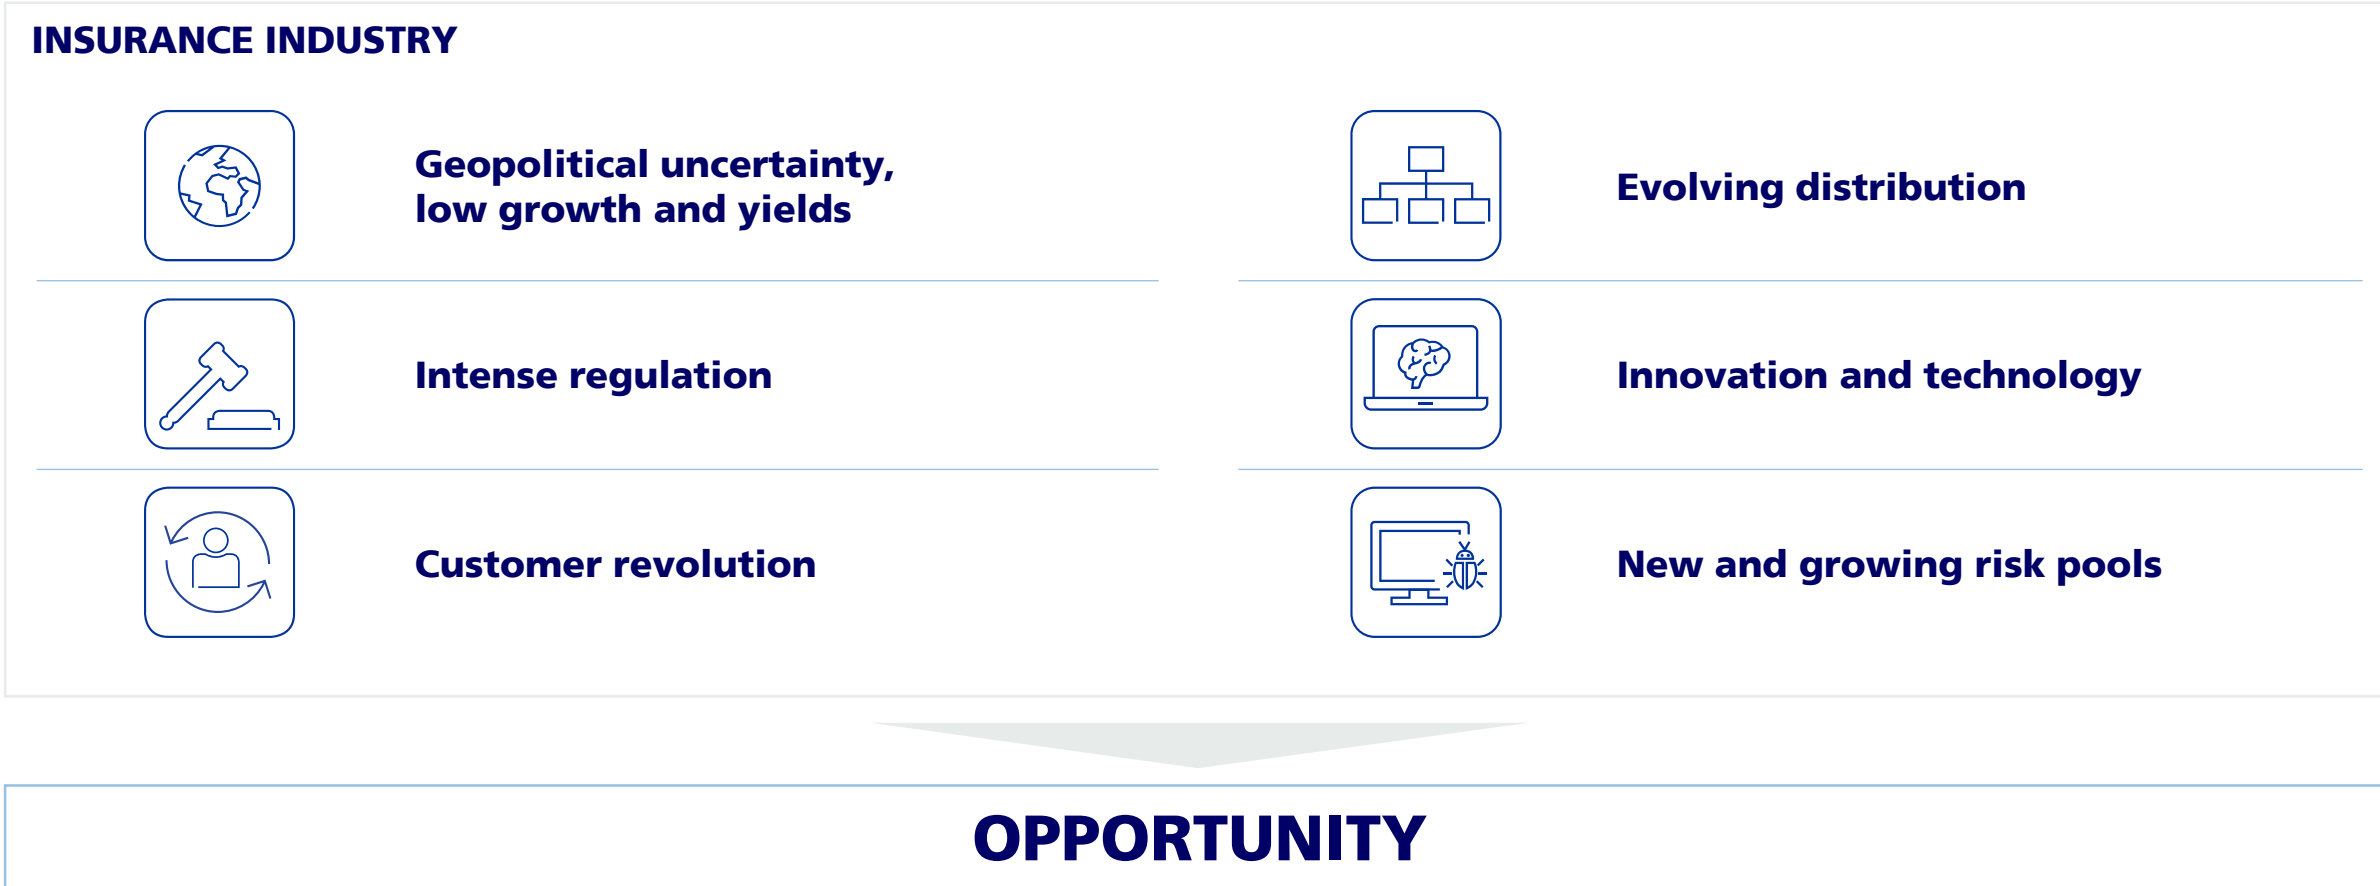 INSURANCE INDUSTRY
Geopolitical uncertainty,
low growth and yields
Intense regulation
Customer revolution
Evolving distribution
Innovation and technology
New and growing risk pools
OPPORTUNITY